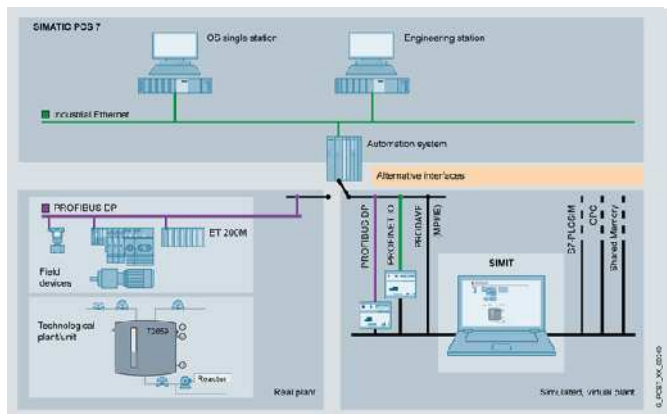 SIMATIC PCS 7
OS single station
Engineering station
Industrial Ethernet
Automation system
Alternative interfaces
PROFIBUS DP
ET 200M
Field
devices
Technological
plant/unit
Reactor
Real plant
PROFIBUS DP
PROFINET IO
PRODAVE
(MPI/IE)
SIMIT
S7-PLCSIM
OPC
Shared Memory
Simulated, virtual plant